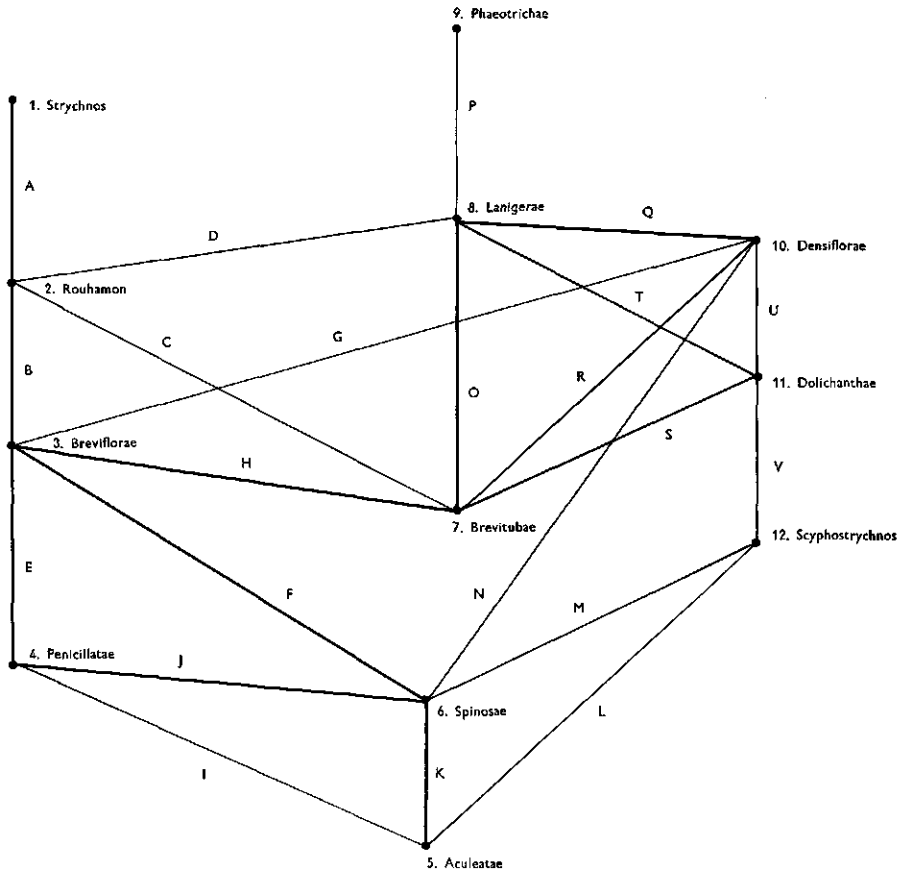 9. Phaeotrichae
1. Strychnos
P
A
8. Lanigerae
Q
D
10. Densiflorae
2. Rouhamon
T
U
G
C
B
R
11. Dolichanthae
O
3. Breviflorae
S
H
V
7. Brevitubae
12. Scyphostrychnos
E
F
N
M
4. Penicillatae
J
6. Spinosae
L
I
K
5. Aculeatae